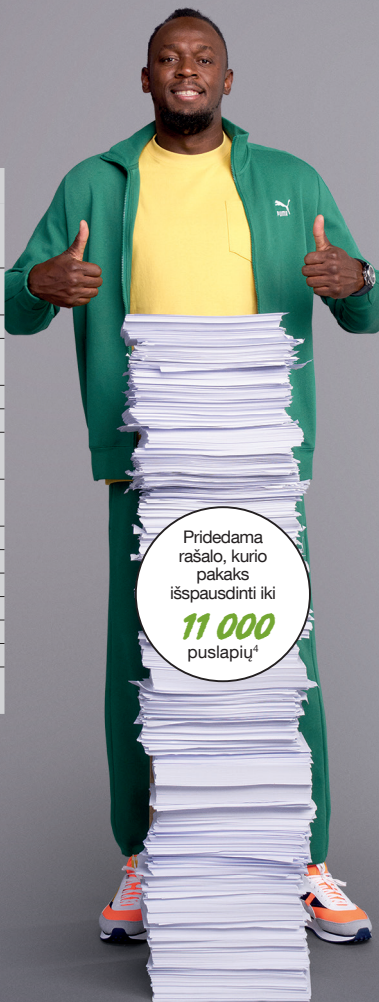 PUMA
Pridedama
rašalo, kurio
pakaks
išspausdinti iki
11 000
puslapių⁴